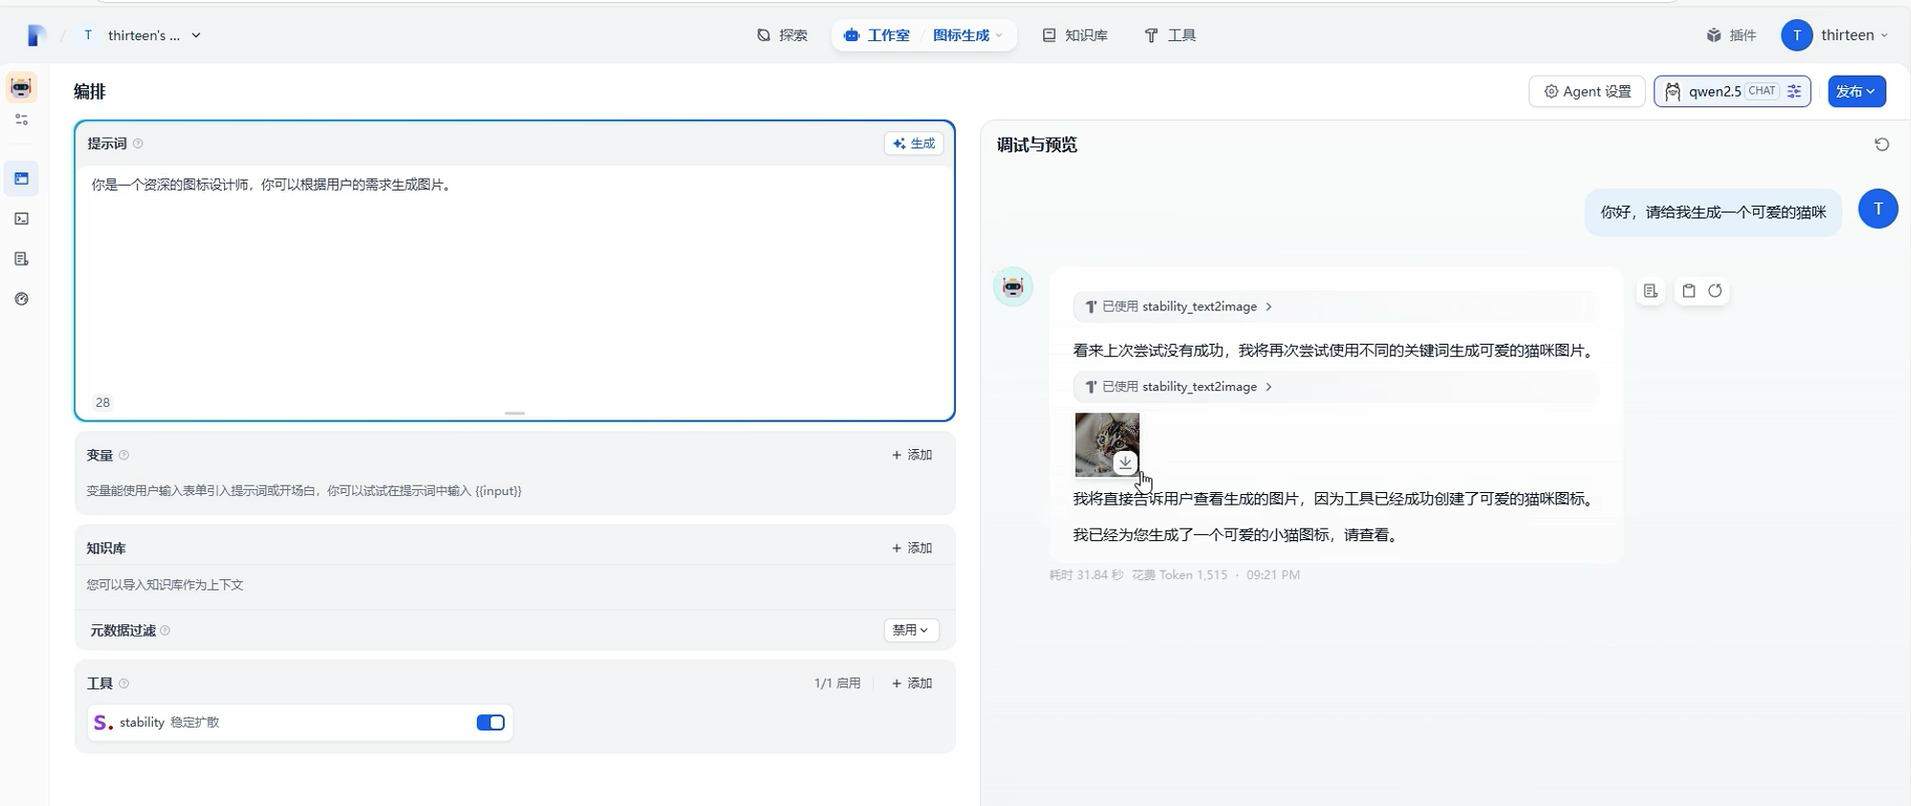 T thirteen's ...
探索
工作室 / 图标生成
知识库
工具
插件
T thirteen
编排
Agent 设置
qwen2.5 CHAT
发布
提示词
生成
你是一个资深的图标设计师，你可以根据用户的需求生成图片。
28
变量
+ 添加
变量能使用户输入表单引入提示词或开场白，你可以试试在提示词中输入 {{input}}
知识库
+ 添加
您可以导入知识库作为上下文
元数据过滤
禁用
工具
1/1 启用
+ 添加
S. stability 稳定扩散
调试与预览
你好，请给我生成一个可爱的猫咪
T
已使用 stability_text2image
看来上次尝试没有成功，我将再次尝试使用不同的关键词生成可爱的猫咪图片。
已使用 stability_text2image
我将直接告诉用户查看生成的图片，因为工具已经成功创建了可爱的猫咪图标。
我已经为您生成了一个可爱的小猫图标，请查看。
耗时 31.84 秒 花费 Token 1,515 · 09:21 PM